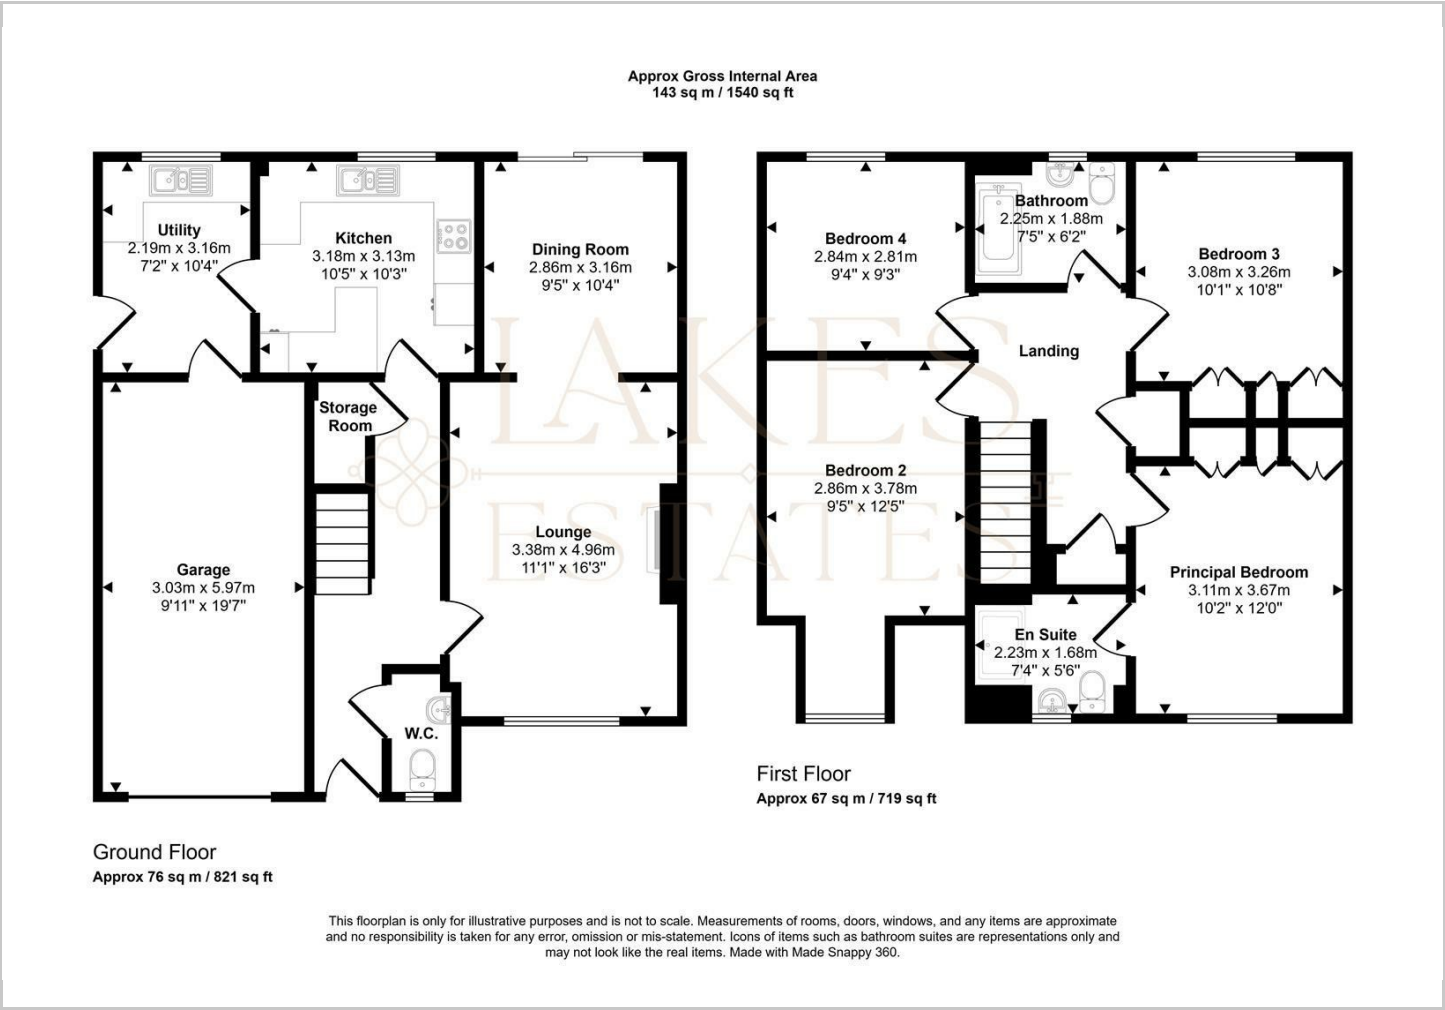 Approx Gross Internal Area
143 sq m / 1540 sq ft
Utility
2.19m x 3.16m
7'2" x 10'4"
Kitchen
3.18m x 3.13m
10'5" x 10'3"
Dining Room
2.86m x 3.16m
9'5" x 10'4"
Storage
Room
Garage
3.03m x 5.97m
9'11" x 19'7"
Lounge
3.38m x 4.96m
11'1" x 16'3"
W.C.
Ground Floor
Approx 76 sq m / 821 sq ft
Bedroom 4
2.84m x 2.81m
9'4" x 9'3"
Bathroom
2.25m x 1.88m
7'5" x 6'2"
Bedroom 3
3.08m x 3.26m
10'1" x 10'8"
Landing
Bedroom 2
2.86m x 3.78m
9'5" x 12'5"
Principal Bedroom
3.11m x 3.67m
10'2" x 12'0"
En Suite
2.23m x 1.68m
7'4" x 5'6"
First Floor
Approx 67 sq m / 719 sq ft
LAKES
ESTATES
This floorplan is only for illustrative purposes and is not to scale. Measurements of rooms, doors, windows, and any items are approximate
and no responsibility is taken for any error, omission or mis-statement. Icons of items such as bathroom suites are representations only and
may not look like the real items. Made with Made Snappy 360.